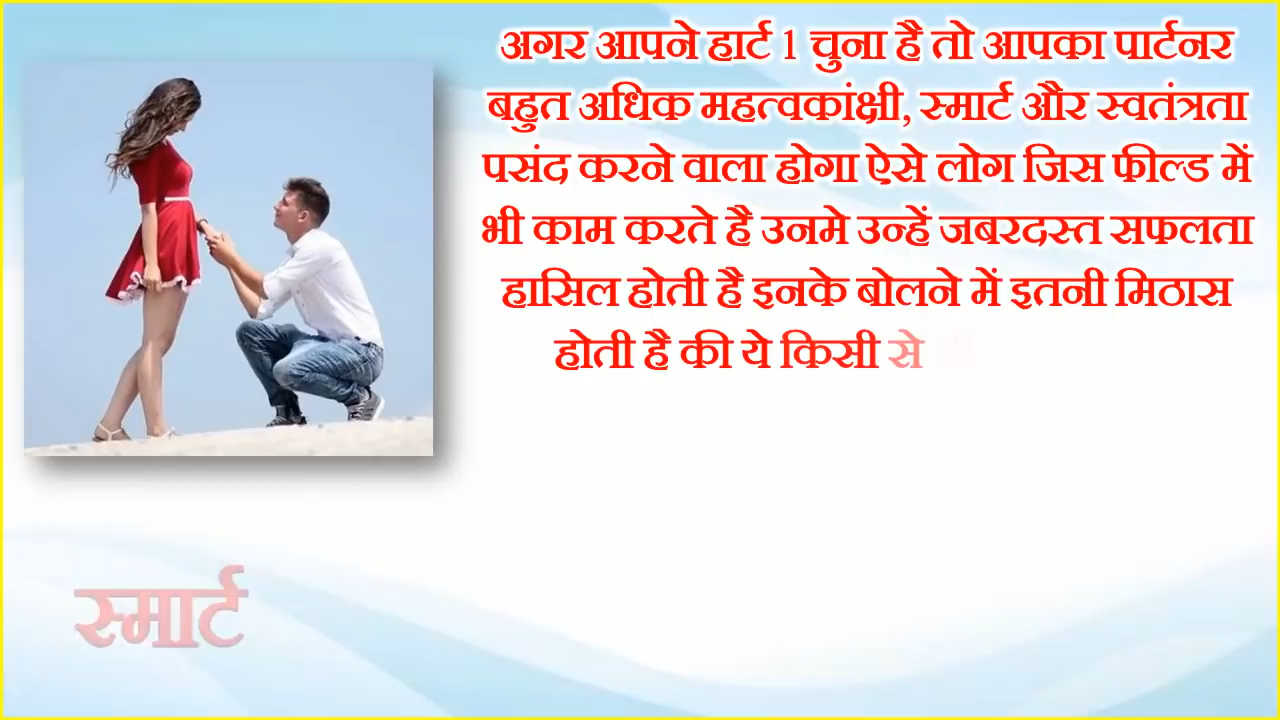 अगर आपने हार्ट 1 चुना है तो आपका पार्टनर
बहुत अधिक महत्वकांक्षी, स्मार्ट और स्वतंत्रता
पसंद करने वाला होगा ऐसे लोग जिस फील्ड में
भी काम करते हैं उनमे उन्हें जबरदस्त सफलता
हासिल होती है इनके बोलने में इतनी मिठास
होती है की ये किसी से
स्मार्ट